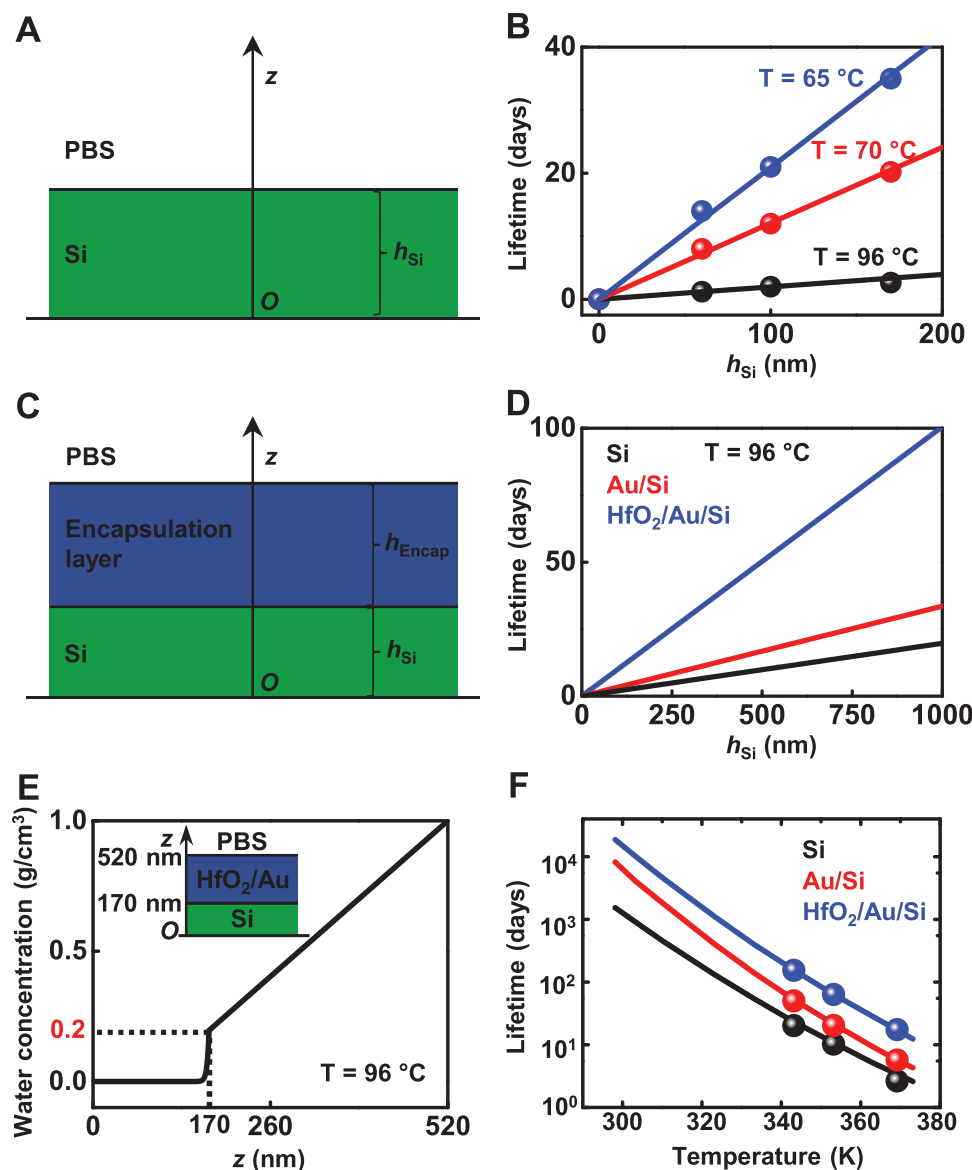 A
z
PBS
Si
hSi
O
B
Lifetime (days)
40
20
0
T = 65 °C
T = 70 °C
T = 96 °C
0 100 200
hSi (nm)
C
z
PBS
Encapsulation
layer
hEncap
Si
hSi
O
D
Lifetime (days)
100
50
0
Si T = 96 °C
Au/Si
HfO2/Au/Si
0 250 500 750 1000
hSi (nm)
E
Water concentration (g/cm³)
1.0
0.5
0.2
0.0
z
PBS
520 nm
HfO2/Au
170 nm
Si
O
T = 96 °C
0 170 260 520
z (nm)
F
Lifetime (days)
10⁴
10³
10²
10¹
10⁰
Si
Au/Si
HfO2/Au/Si
300 320 340 360 380
Temperature (K)